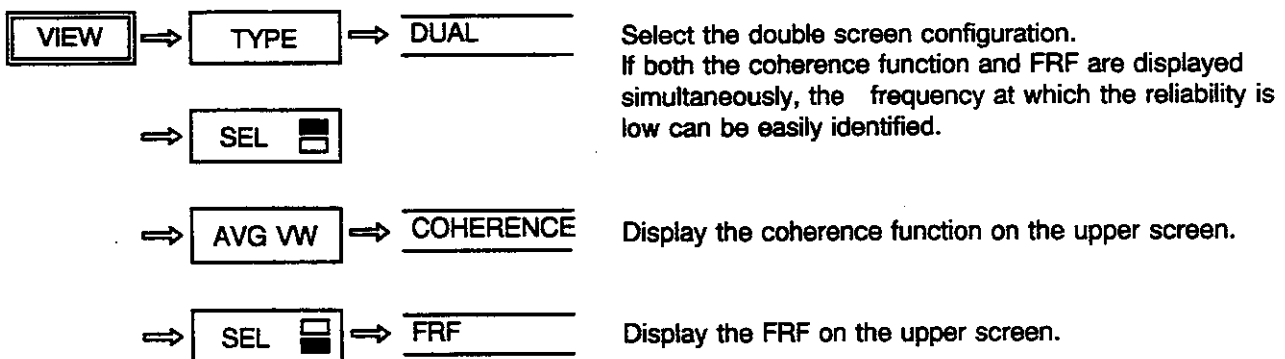 VIEW TYPE DUAL Select the double screen configuration.
If both the coherence function and FRF are displayed
simultaneously, the frequency at which the reliability is
SEL low can be easily identified.
AVG VW COHERENCE Display the coherence function on the upper screen.
SEL FRF Display the FRF on the upper screen.